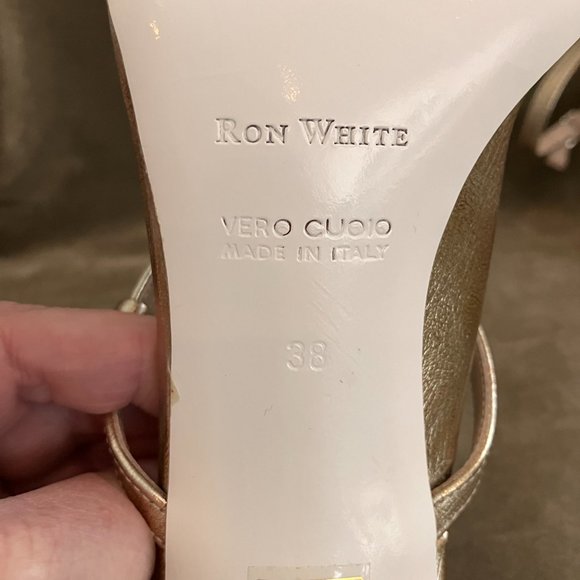 RON WHITE
VERO CUOIO
MADE IN ITALY
38